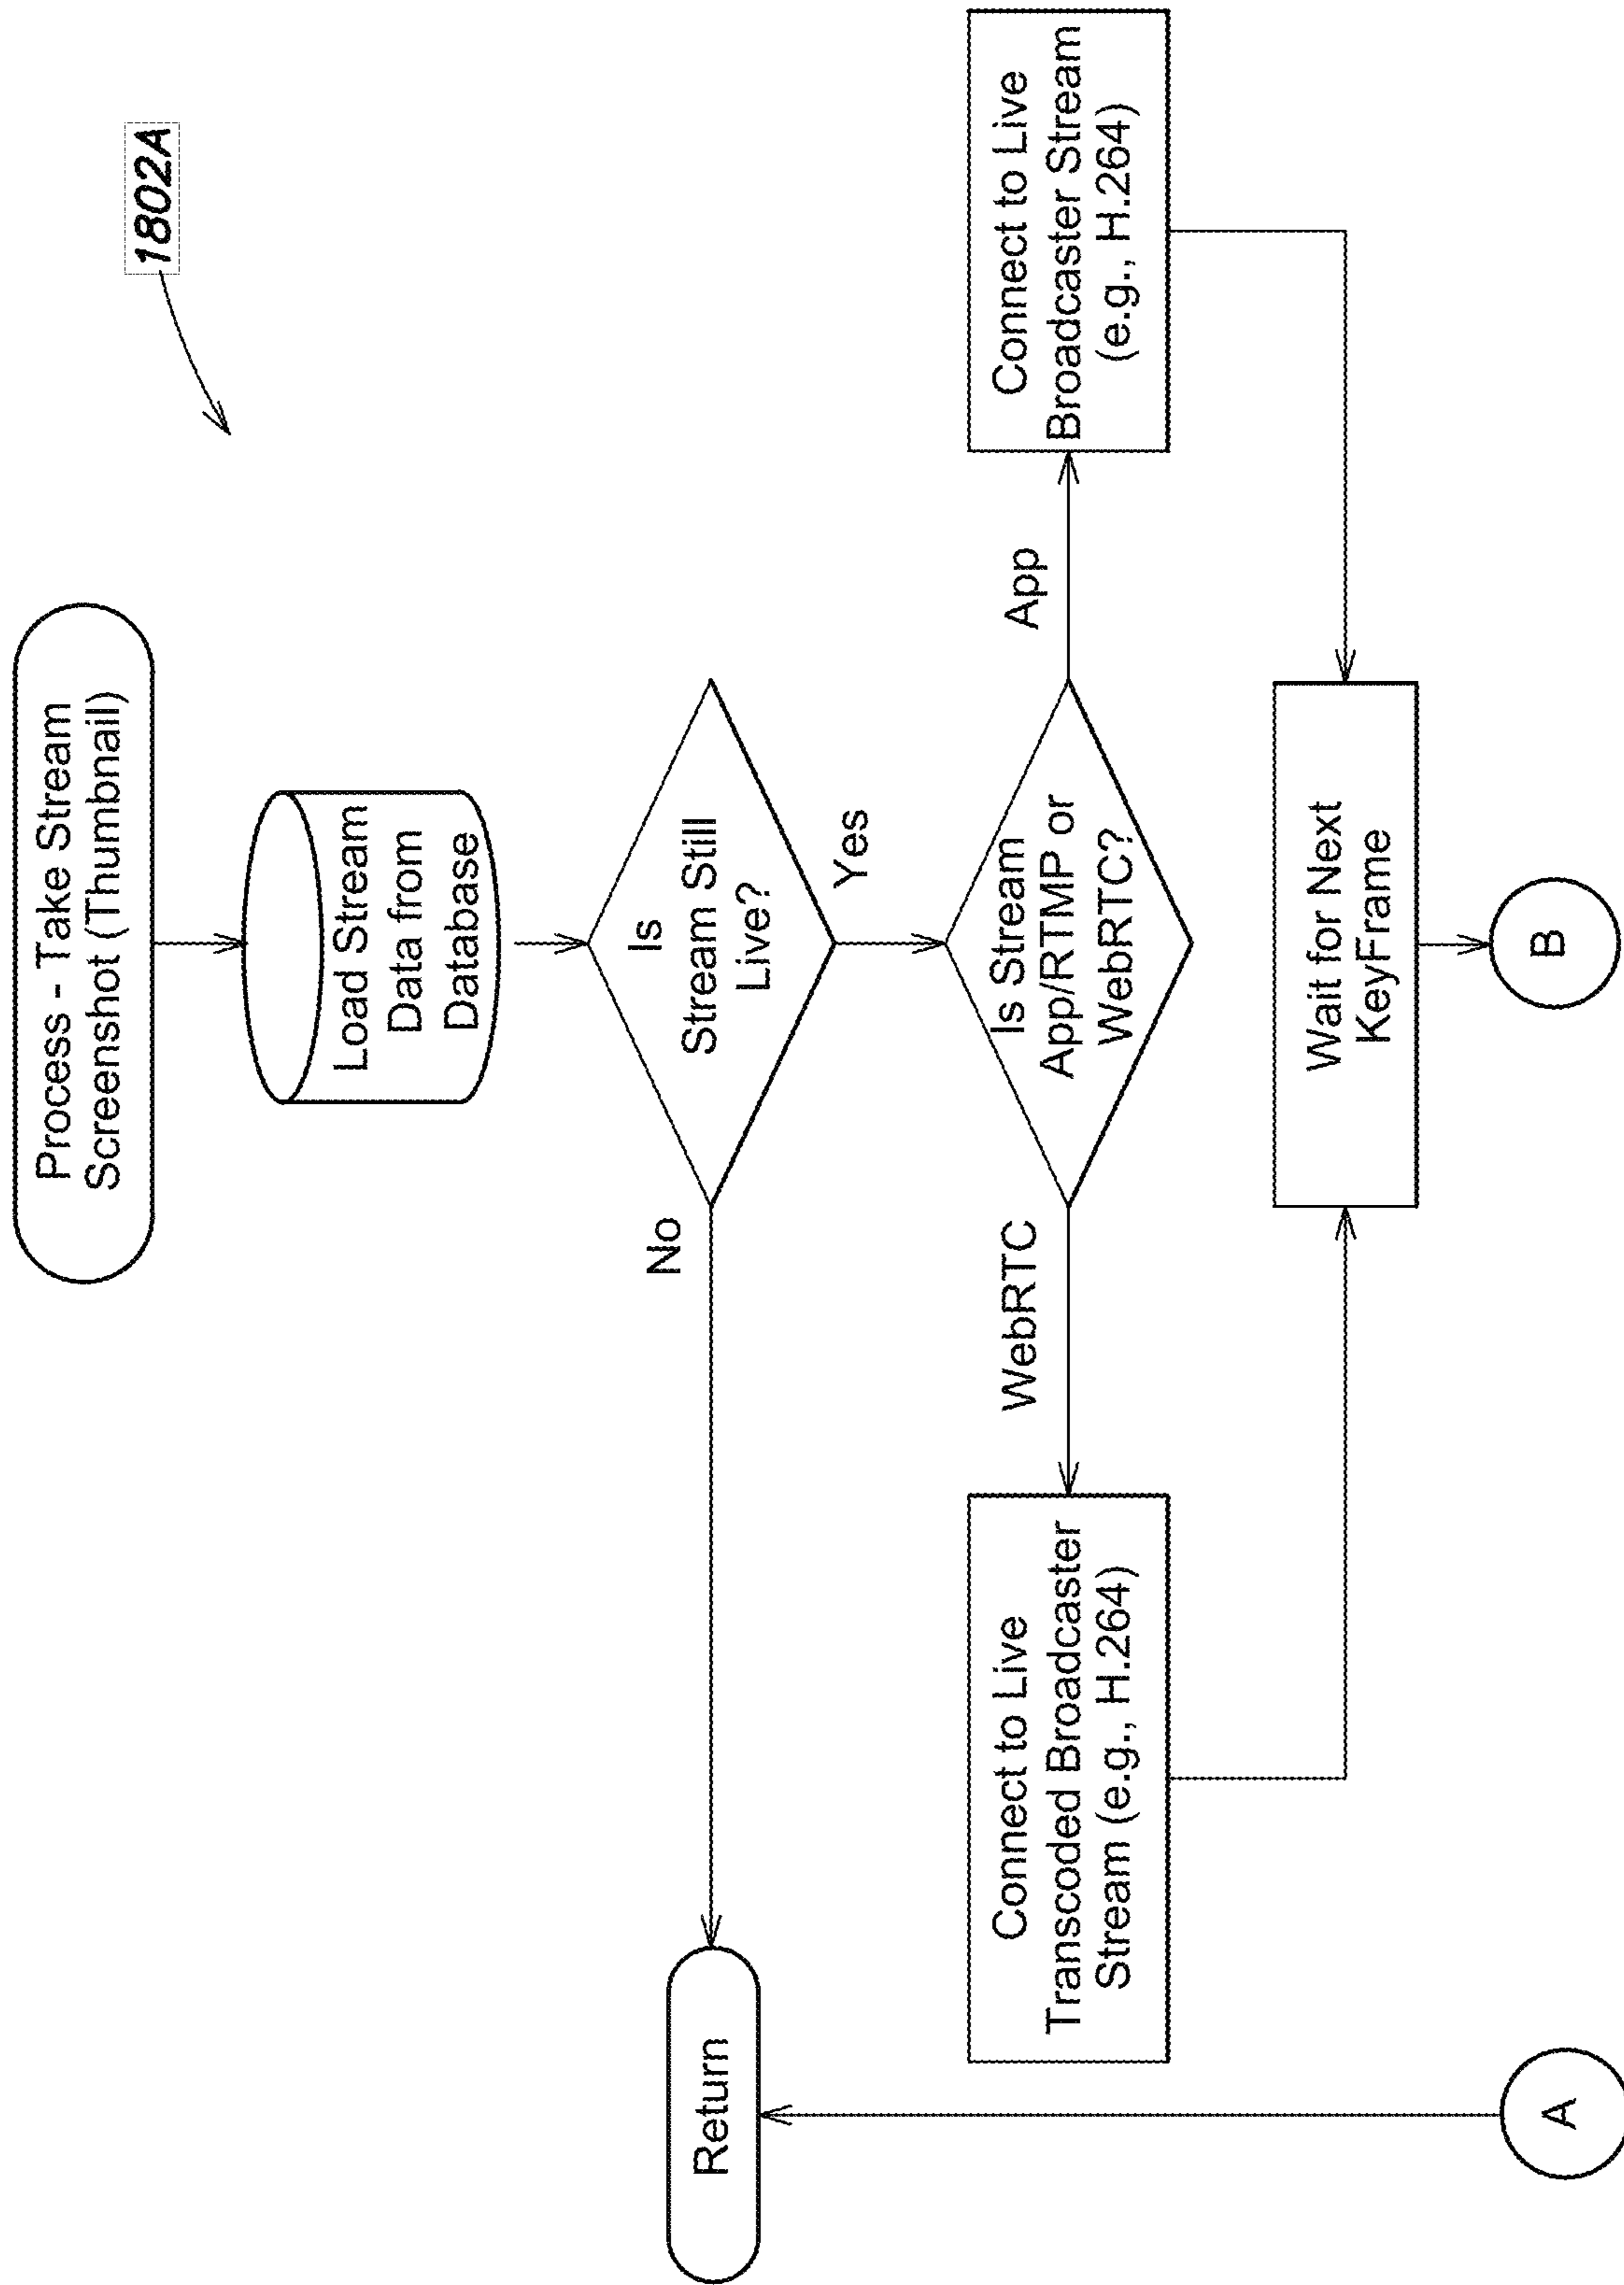 1802A
Process - Take Stream
Screenshot (Thumbnail)
Load Stream
Data from
Database
Is
Stream Still
Live?
No
Yes
Return
Is Stream
App/RTMP or
WebRTC?
WebRTC
App
Connect to Live
Transcoded Broadcaster
Stream (e.g., H.264)
Connect to Live
Broadcaster Stream
(e.g., H.264)
Wait for Next
KeyFrame
A
B